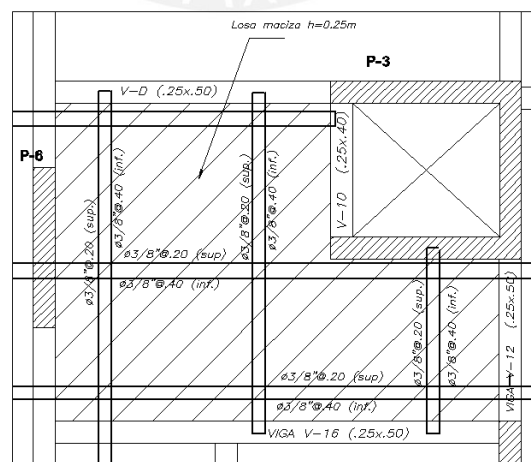 Losa maciza h=0.25m
P-3
V-D (.25x.50)
P-6
V-10 (.25x.40)
ø3/8"@.20 (sup.)
ø3/8"@.40 (inf.)
ø3/8"@.20 (sup.)
ø3/8"@.40 (inf.)
ø3/8"@.20 (sup)
ø3/8"@.40 (inf.)
ø3/8"@.20 (sup.)
ø3/8"@.40 (inf.)
VIGA V-12 (.25x.50)
ø3/8"@.20 (sup)
ø3/8"@.40 (inf.)
VIGA V-16 (.25x.50)